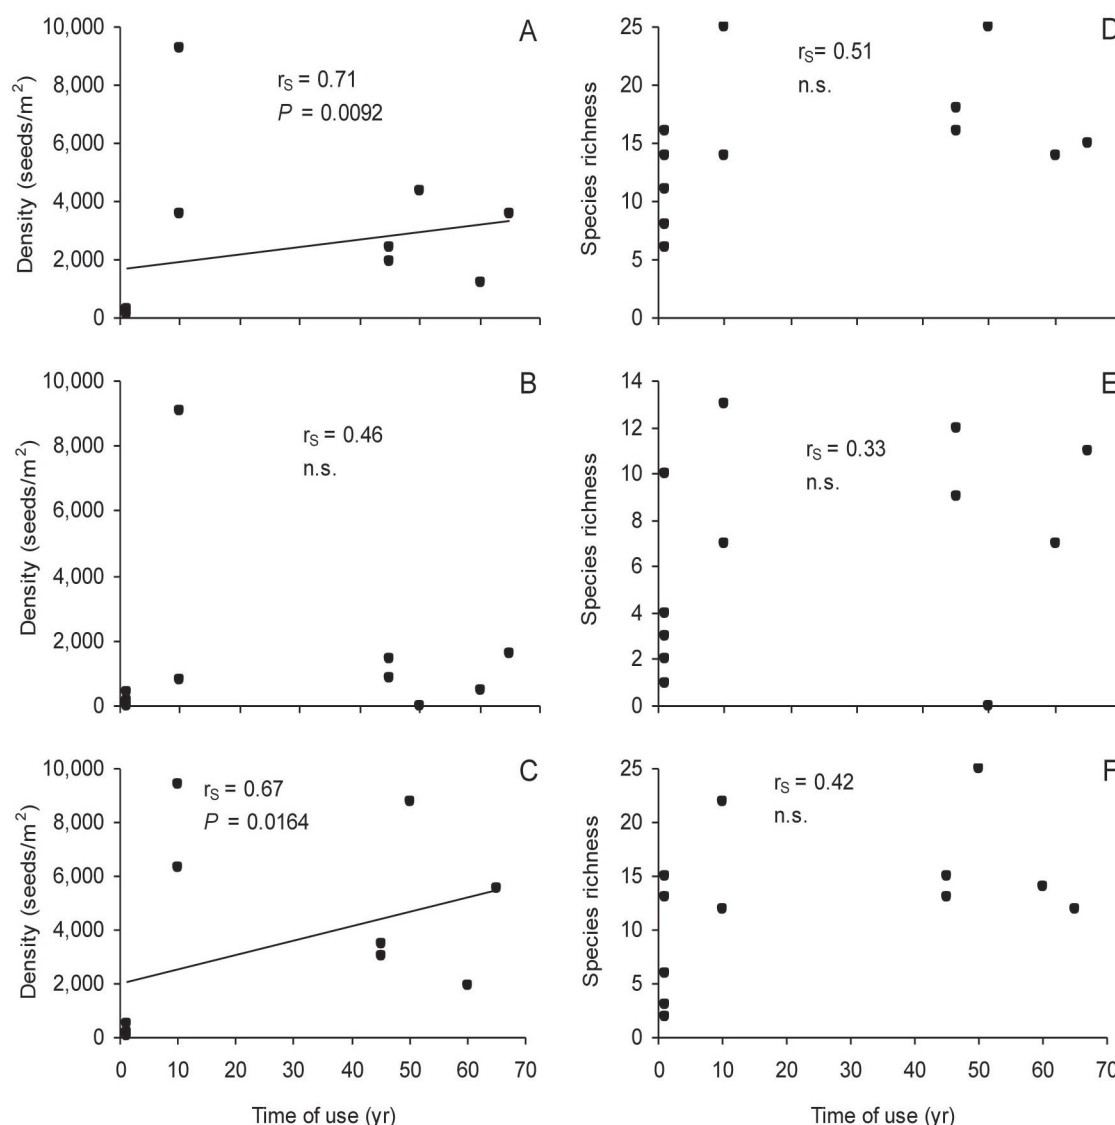 A
10,000
8,000
6,000
4,000
2,000
0
Density (seeds/m²)
rS = 0.71
P = 0.0092
D
25
20
15
10
5
0
Species richness
rS = 0.51
n.s.
B
10,000
8,000
6,000
4,000
2,000
0
Density (seeds/m²)
rS = 0.46
n.s.
E
14
12
10
8
6
4
2
0
Species richness
rS = 0.33
n.s.
C
10,000
8,000
6,000
4,000
2,000
0
Density (seeds/m²)
rS = 0.67
P = 0.0164
0 10 20 30 40 50 60 70
Time of use (yr)
F
25
20
15
10
5
0
Species richness
rS = 0.42
n.s.
0 10 20 30 40 50 60 70
Time of use (yr)